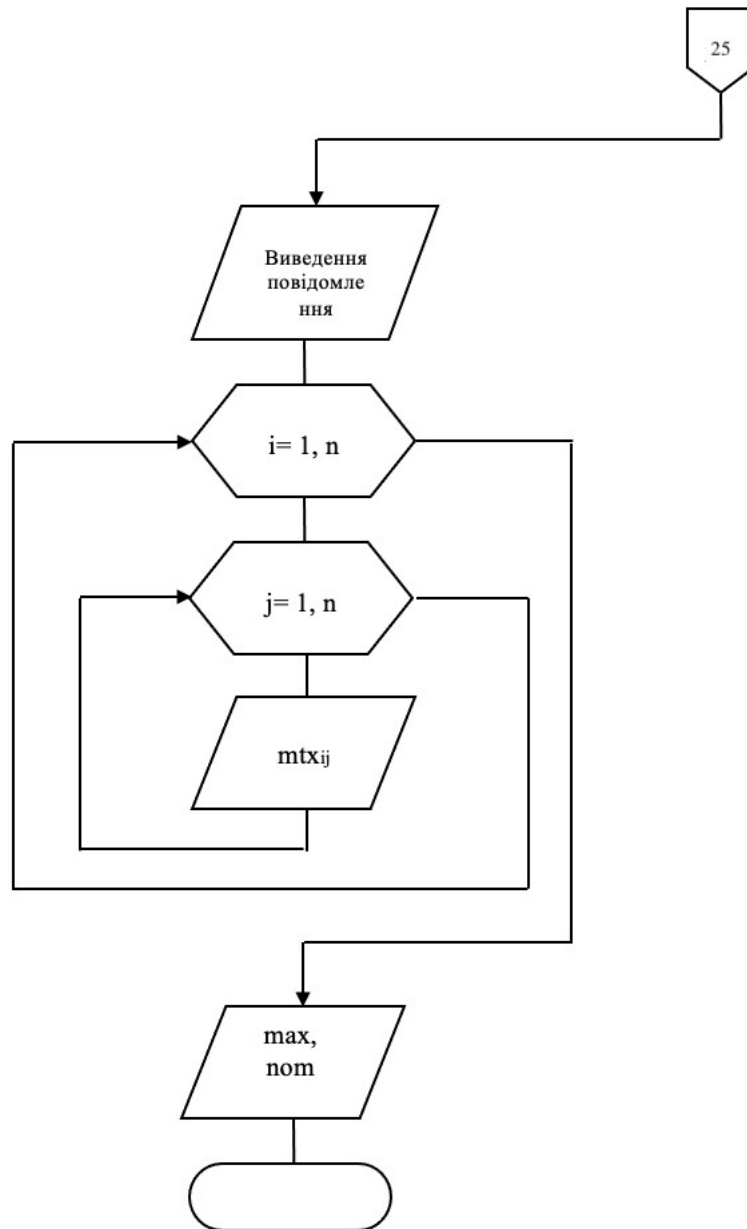 25
Виведення
повідомле
ння
i= 1, n
j= 1, n
mtxij
max,
nom